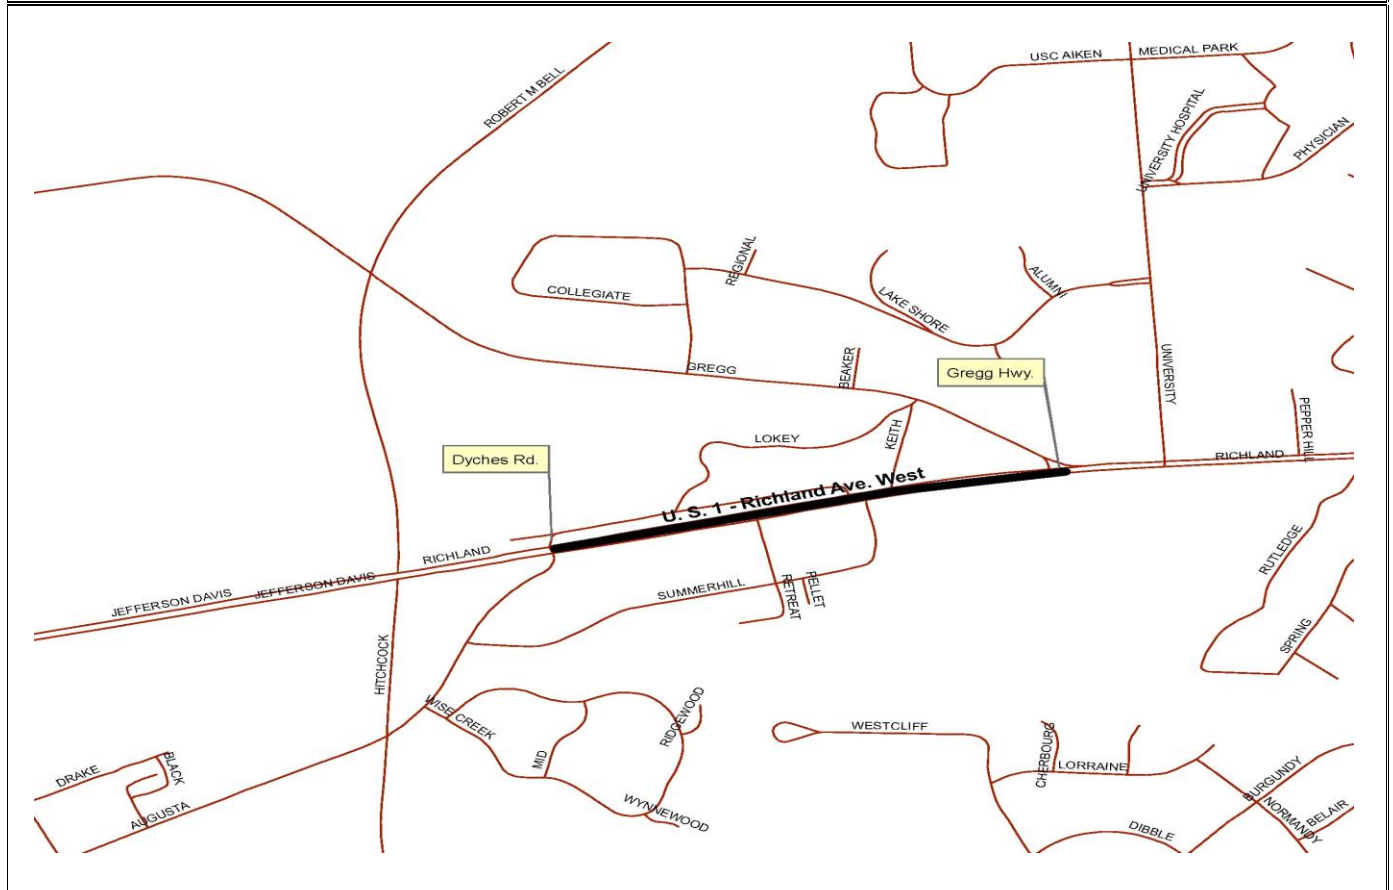 USC AIKEN
MEDICAL PARK
ROBERT M BELL
UNIVERSITY HOSPITAL
PHYSICIAN
REGIONAL
COLLEGIATE
LAKE SHORE
ALUMNI
GREGG
BEAKER
Gregg Hwy.
UNIVERSITY
PEPPER HILL
LOKEY
KEITH
Dyches Rd.
RICHLAND
U. S. 1 - Richland Ave. West
RICHLAND
JEFFERSON DAVIS
JEFFERSON DAVIS
SUMMERHILL
RETREAT
PELLET
RUTLEDGE
SPRING
HITCHCOCK
WISE CREEK
MID
RIDGEWOOD
WYNNEWOOD
WESTCLIFF
CHERBOURG
LORRAINE
DIBBLE
BURGUNDY
NORMANDY
BELAIR
DRAKE
BLACK
AUGUSTA